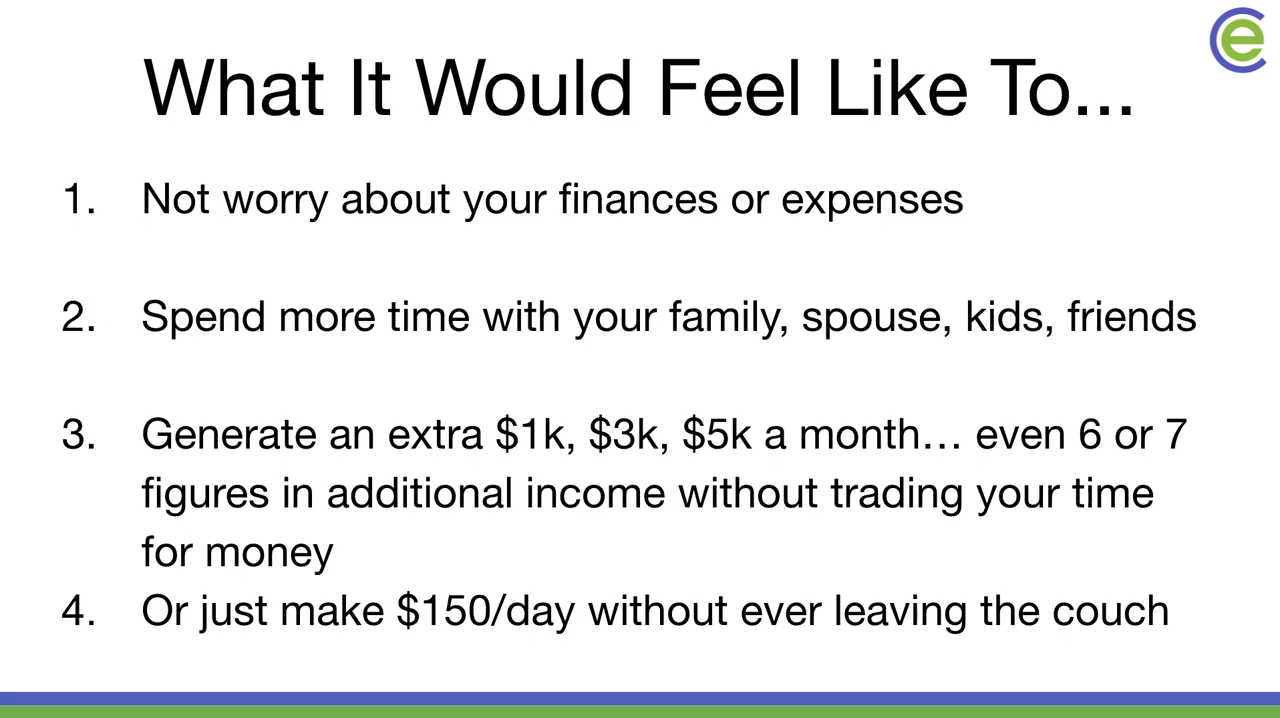 What It Would Feel Like To...
1. Not worry about your finances or expenses
2. Spend more time with your family, spouse, kids, friends
3. Generate an extra $1k, $3k, $5k a month… even 6 or 7
figures in additional income without trading your time
for money
4. Or just make $150/day without ever leaving the couch